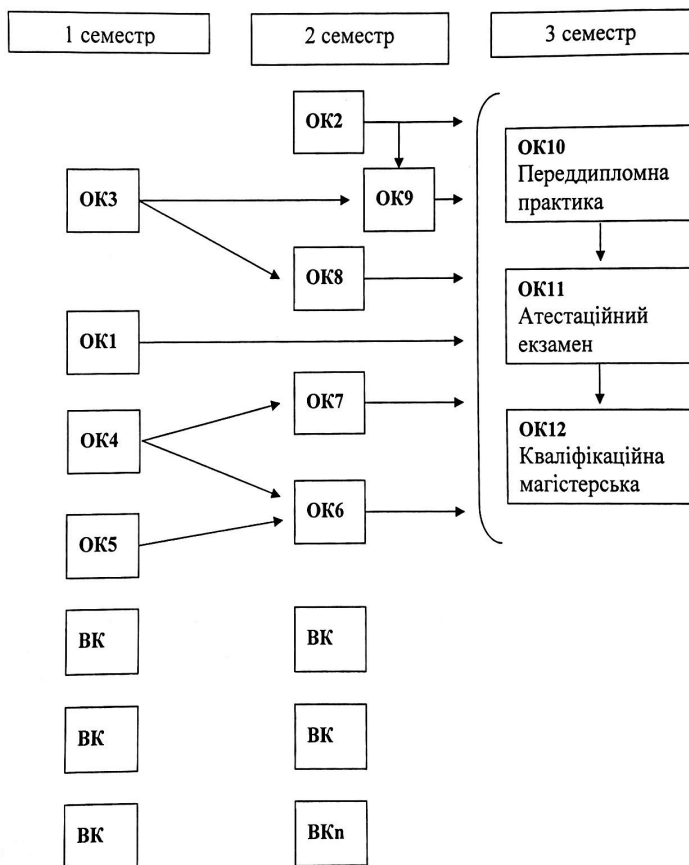 1 семестр
2 семестр
3 семестр
ОК2
ОК10
Переддипломна
практика
ОК3
ОК9
ОК8
ОК11
Атестаційний
екзамен
ОК1
ОК7
ОК4
ОК12
Кваліфікаційна
магістерська
ОК6
ОК5
ВК
ВК
ВК
ВК
ВК
ВКn